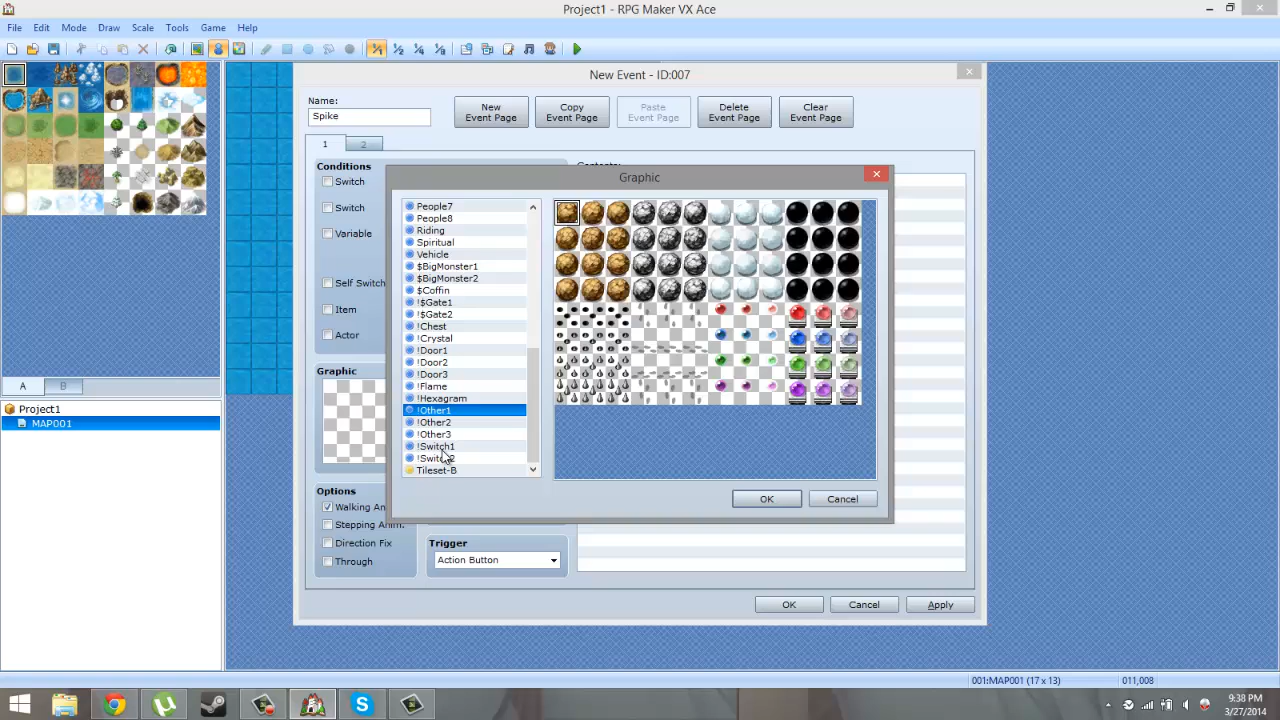 Project1 - RPG Maker VX Ace
File Edit Mode Draw Scale Tools Game Help
New Event - ID:007
Name:
Spike
New Event Page
Copy Event Page
Paste Event Page
Delete Event Page
Clear Event Page
1 2
Conditions
Switch
Switch
Variable
Self Switch
Item
Actor
Graphic
Graphic
People7
People8
Riding
Spiritual
Vehicle
$BigMonster1
$BigMonster2
$Coffin
!$Gate1
!$Gate2
!Chest
!Crystal
!Door1
!Door2
!Door3
!Flame
!Hexagram
!Other1
!Other2
!Other3
!Switch1
Tileset-B
OK Cancel
A B
Project1
MAP001
Options
Stepping Anim.
Direction Fix
Through
Trigger
Action Button
OK Cancel Apply
001:MAP001 (17 x 13) 011,008
9:38 PM
3/27/2014